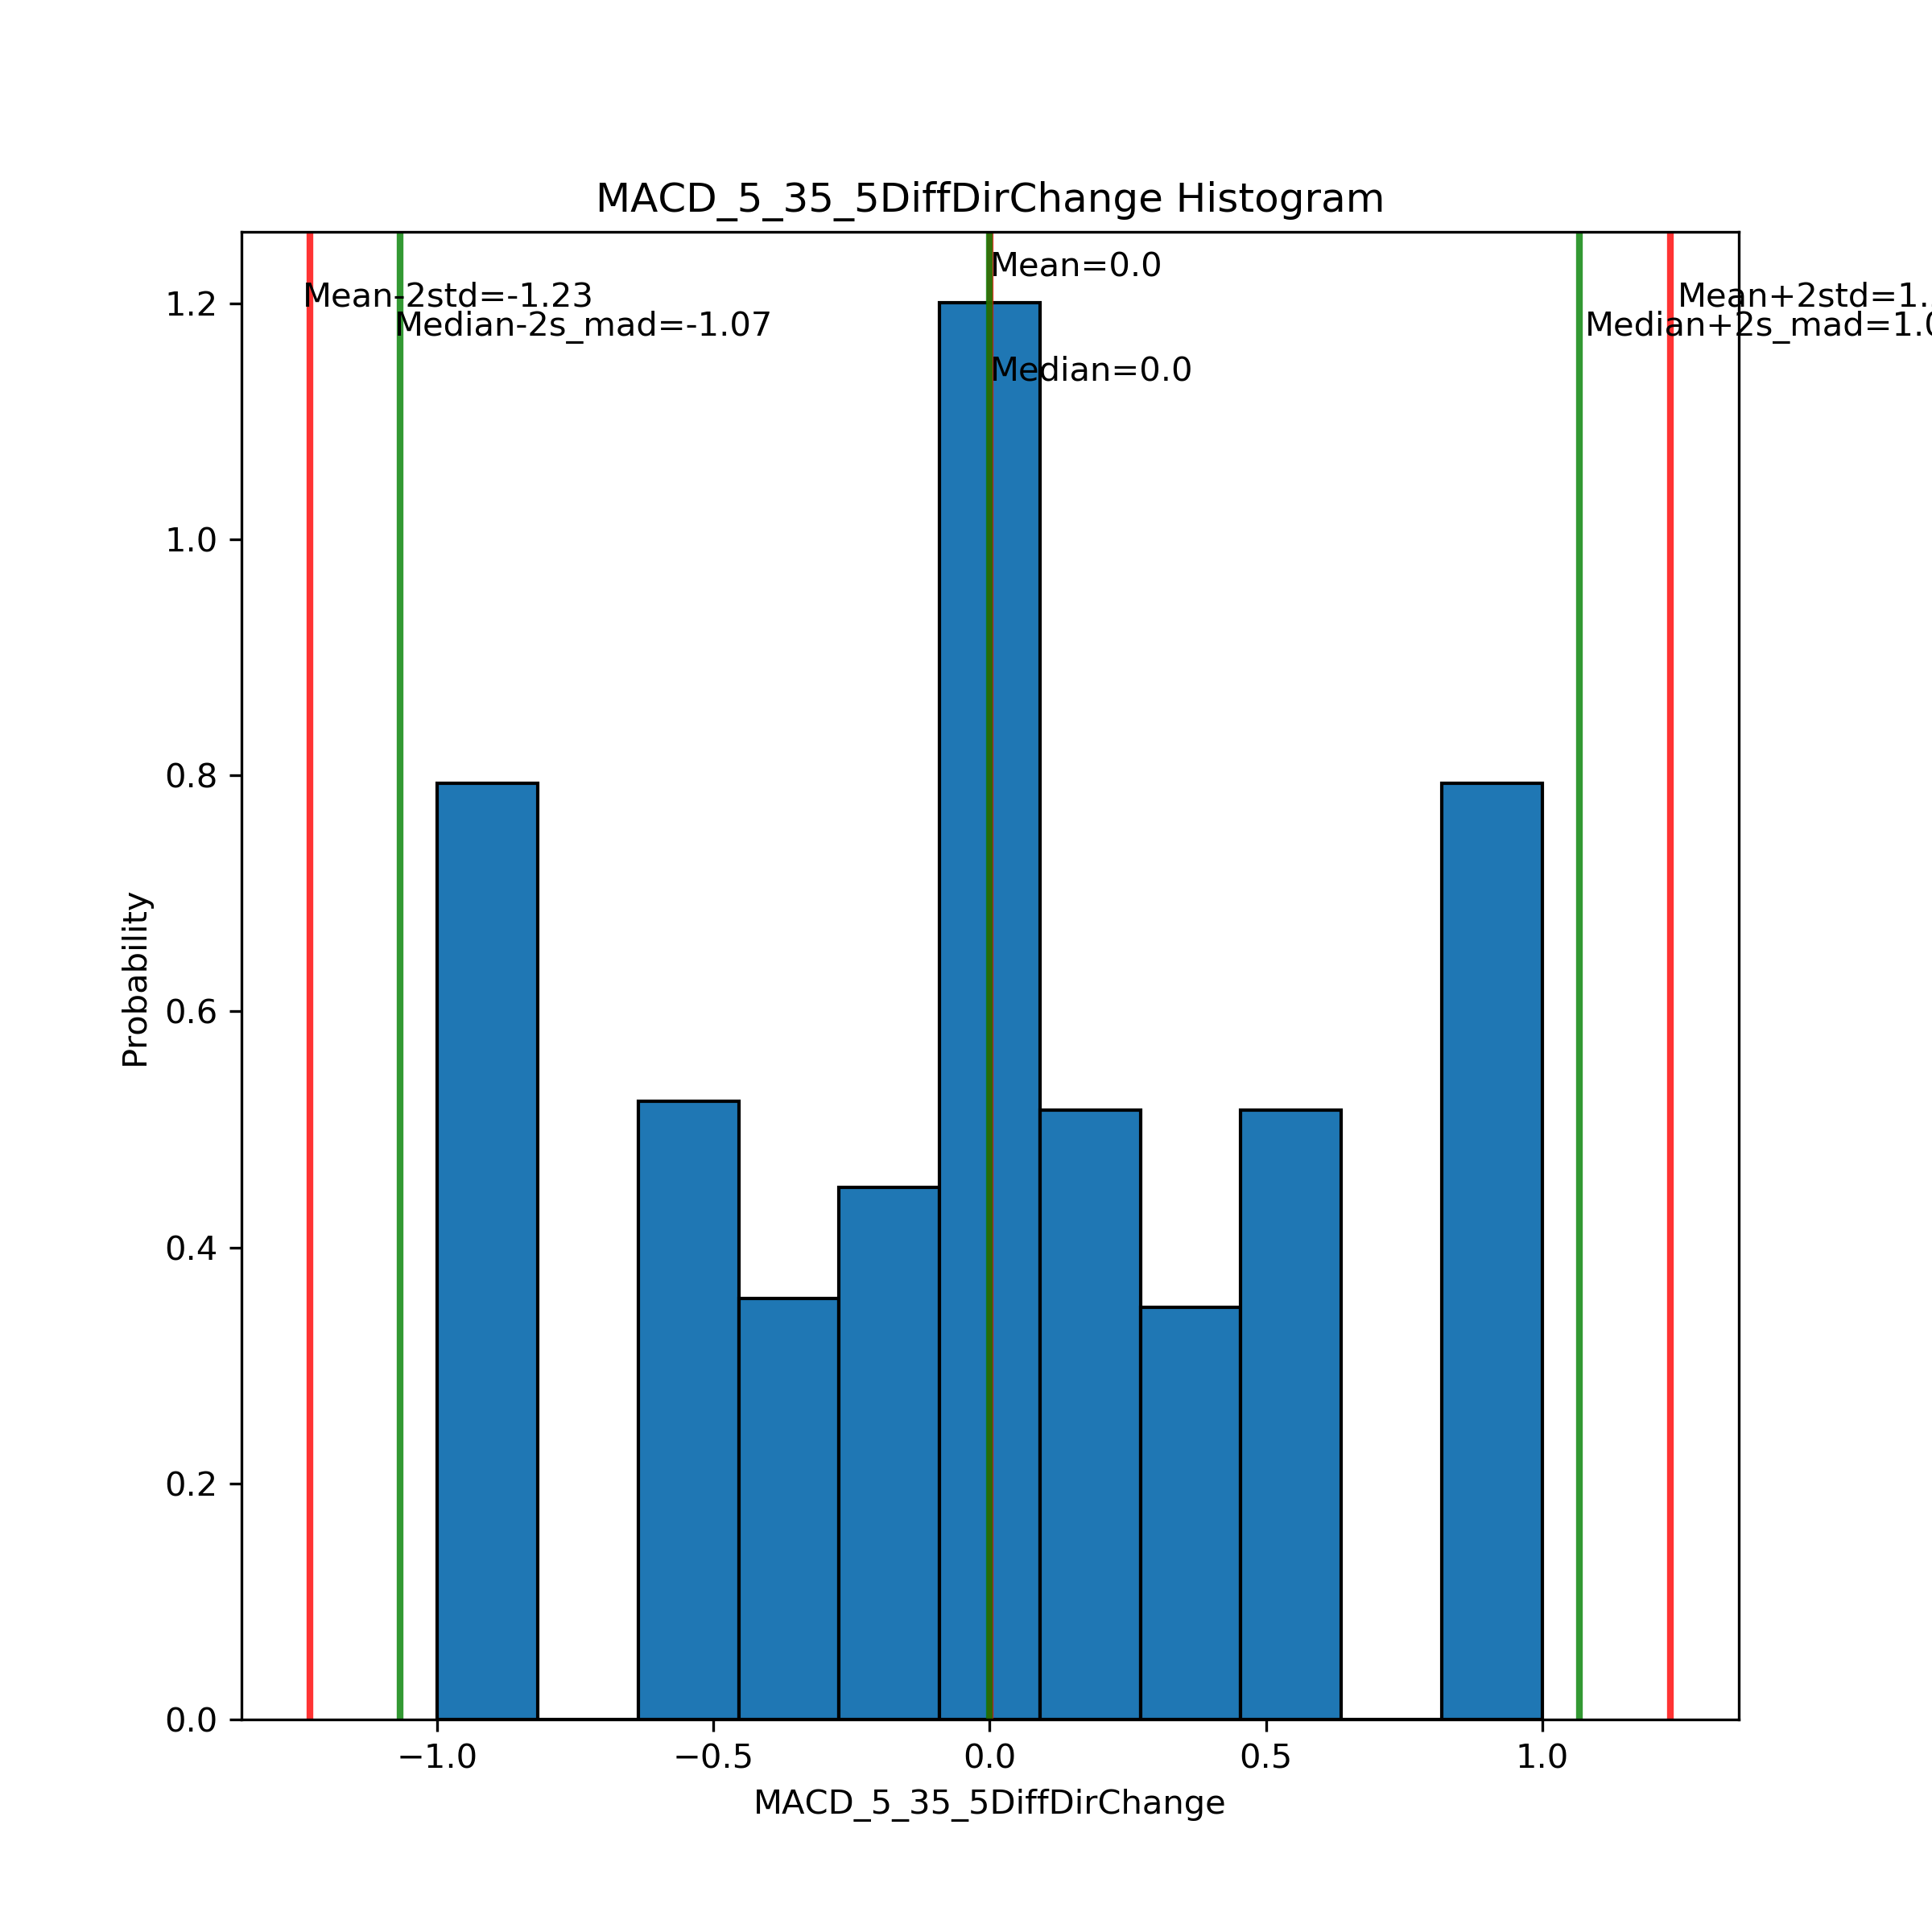 MACD_5_35_5DiffDirChange Histogram
Mean=0.0
Mean-2std=-1.23
Mean+2std=1.
Median-2s_mad=-1.07
Median+2s_mad=1.0
Median=0.0
1.2
1.0
0.8
0.6
0.4
0.2
0.0
Probability
−1.0 −0.5 0.0 0.5 1.0
MACD_5_35_5DiffDirChange